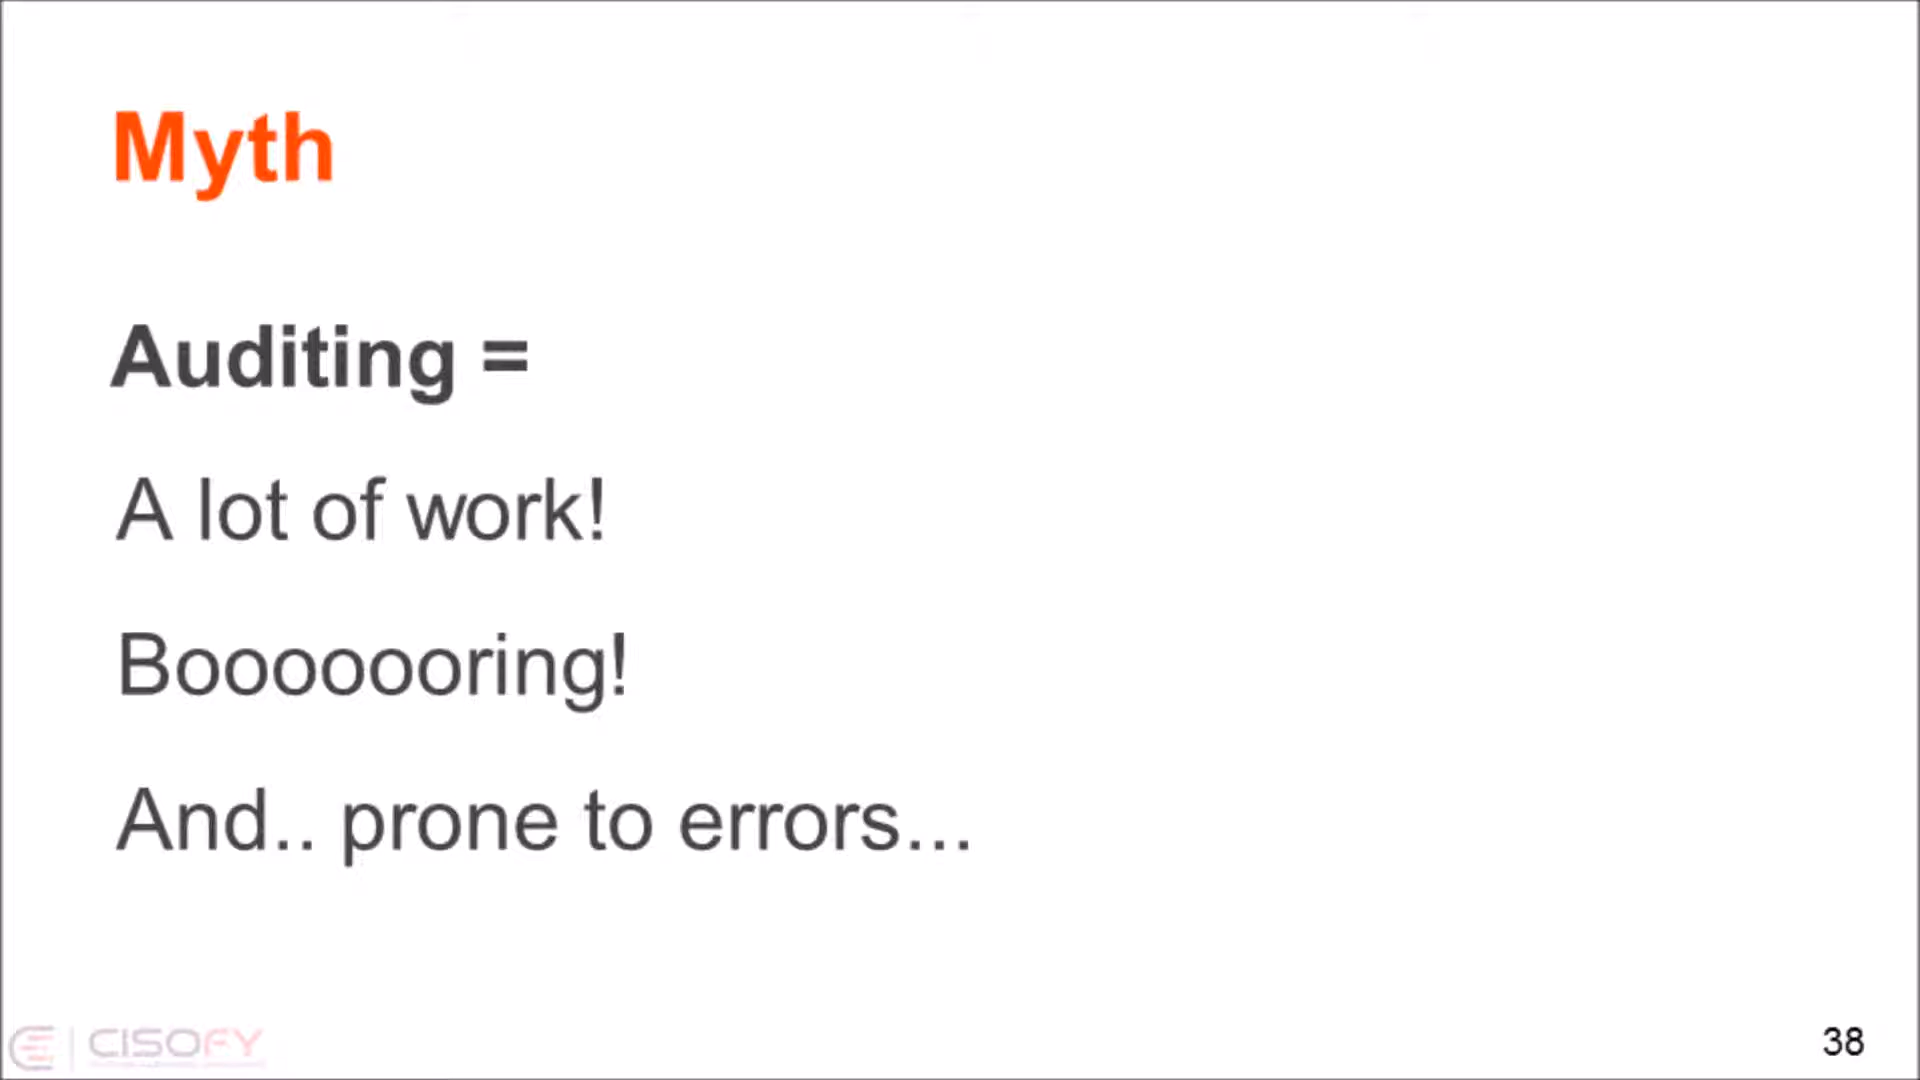 Myth
Auditing =
A lot of work!
Booooooring!
And.. prone to errors...
CISOFY
38